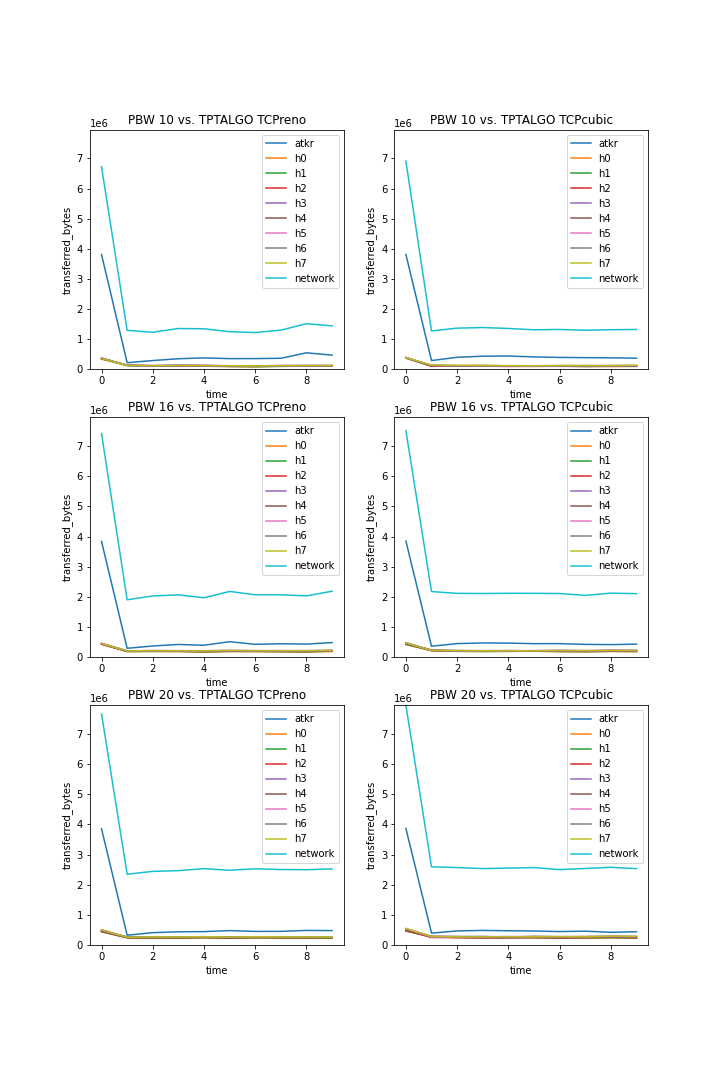 PBW 10 vs. TPTALGO TCPreno
1e6
7
6
5
4
3
2
1
0
transferred_bytes
0 2 4 6 8
time
atkr
h0
h1
h2
h3
h4
h5
h6
h7
network
PBW 10 vs. TPTALGO TCPcubic
1e6
7
6
5
4
3
2
1
0
transferred_bytes
0 2 4 6 8
time
atkr
h0
h1
h2
h3
h4
h5
h6
h7
network
PBW 16 vs. TPTALGO TCPreno
1e6
7
6
5
4
3
2
1
0
transferred_bytes
0 2 4 6 8
time
atkr
h0
h1
h2
h3
h4
h5
h6
h7
network
PBW 16 vs. TPTALGO TCPcubic
1e6
7
6
5
4
3
2
1
0
transferred_bytes
0 2 4 6 8
time
atkr
h0
h1
h2
h3
h4
h5
h6
h7
network
PBW 20 vs. TPTALGO TCPreno
1e6
7
6
5
4
3
2
1
0
transferred_bytes
0 2 4 6 8
time
atkr
h0
h1
h2
h3
h4
h5
h6
h7
network
PBW 20 vs. TPTALGO TCPcubic
1e6
7
6
5
4
3
2
1
0
transferred_bytes
0 2 4 6 8
time
atkr
h0
h1
h2
h3
h4
h5
h6
h7
network